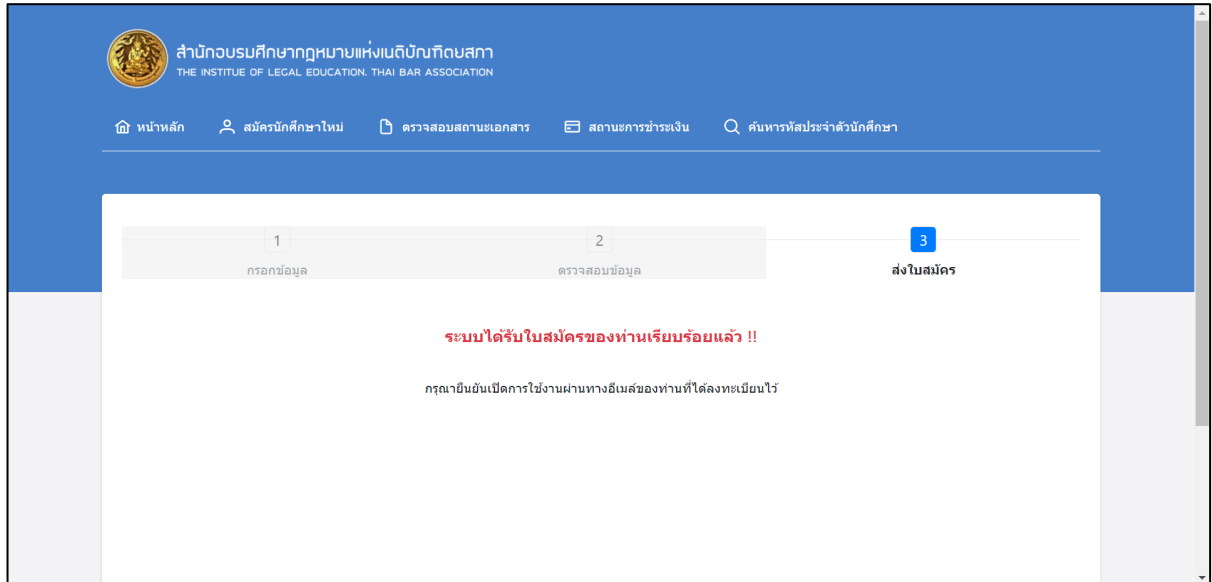 สำนักอบรมศึกษากฎหมายแห่งเนติบัณฑิตยสภา
THE INSTITUE OF LEGAL EDUCATION. THAI BAR ASSOCIATION
หน้าหลัก สมัครนักศึกษาใหม่ ตรวจสอบสถานะเอกสาร สถานะการชำระเงิน ค้นหารหัสประจำตัวนักศึกษา
1 2 3
กรอกข้อมูล ตรวจสอบข้อมูล ส่งใบสมัคร
ระบบได้รับใบสมัครของท่านเรียบร้อยแล้ว !!
กรุณายืนยันเปิดการใช้งานผ่านทางอีเมล์ของท่านที่ได้ลงทะเบียนไว้